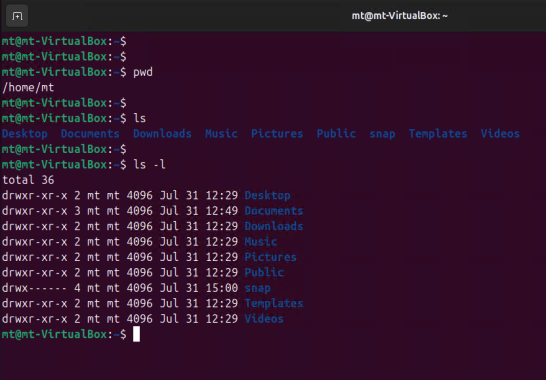 mt@mt-VirtualBox: ~
mt@mt-VirtualBox:~$
mt@mt-VirtualBox:~$
mt@mt-VirtualBox:~$ pwd
/home/mt
mt@mt-VirtualBox:~$
mt@mt-VirtualBox:~$ ls
Desktop  Documents  Downloads  Music  Pictures  Public  snap  Templates  Videos
mt@mt-VirtualBox:~$
mt@mt-VirtualBox:~$ ls -l
total 36
drwxr-xr-x 2 mt mt 4096 Jul 31 12:29 Desktop
drwxr-xr-x 3 mt mt 4096 Jul 31 12:49 Documents
drwxr-xr-x 2 mt mt 4096 Jul 31 12:29 Downloads
drwxr-xr-x 2 mt mt 4096 Jul 31 12:29 Music
drwxr-xr-x 2 mt mt 4096 Jul 31 12:29 Pictures
drwxr-xr-x 2 mt mt 4096 Jul 31 12:29 Public
drwx------ 4 mt mt 4096 Jul 31 15:00 snap
drwxr-xr-x 2 mt mt 4096 Jul 31 12:29 Templates
drwxr-xr-x 2 mt mt 4096 Jul 31 12:29 Videos
mt@mt-VirtualBox:~$